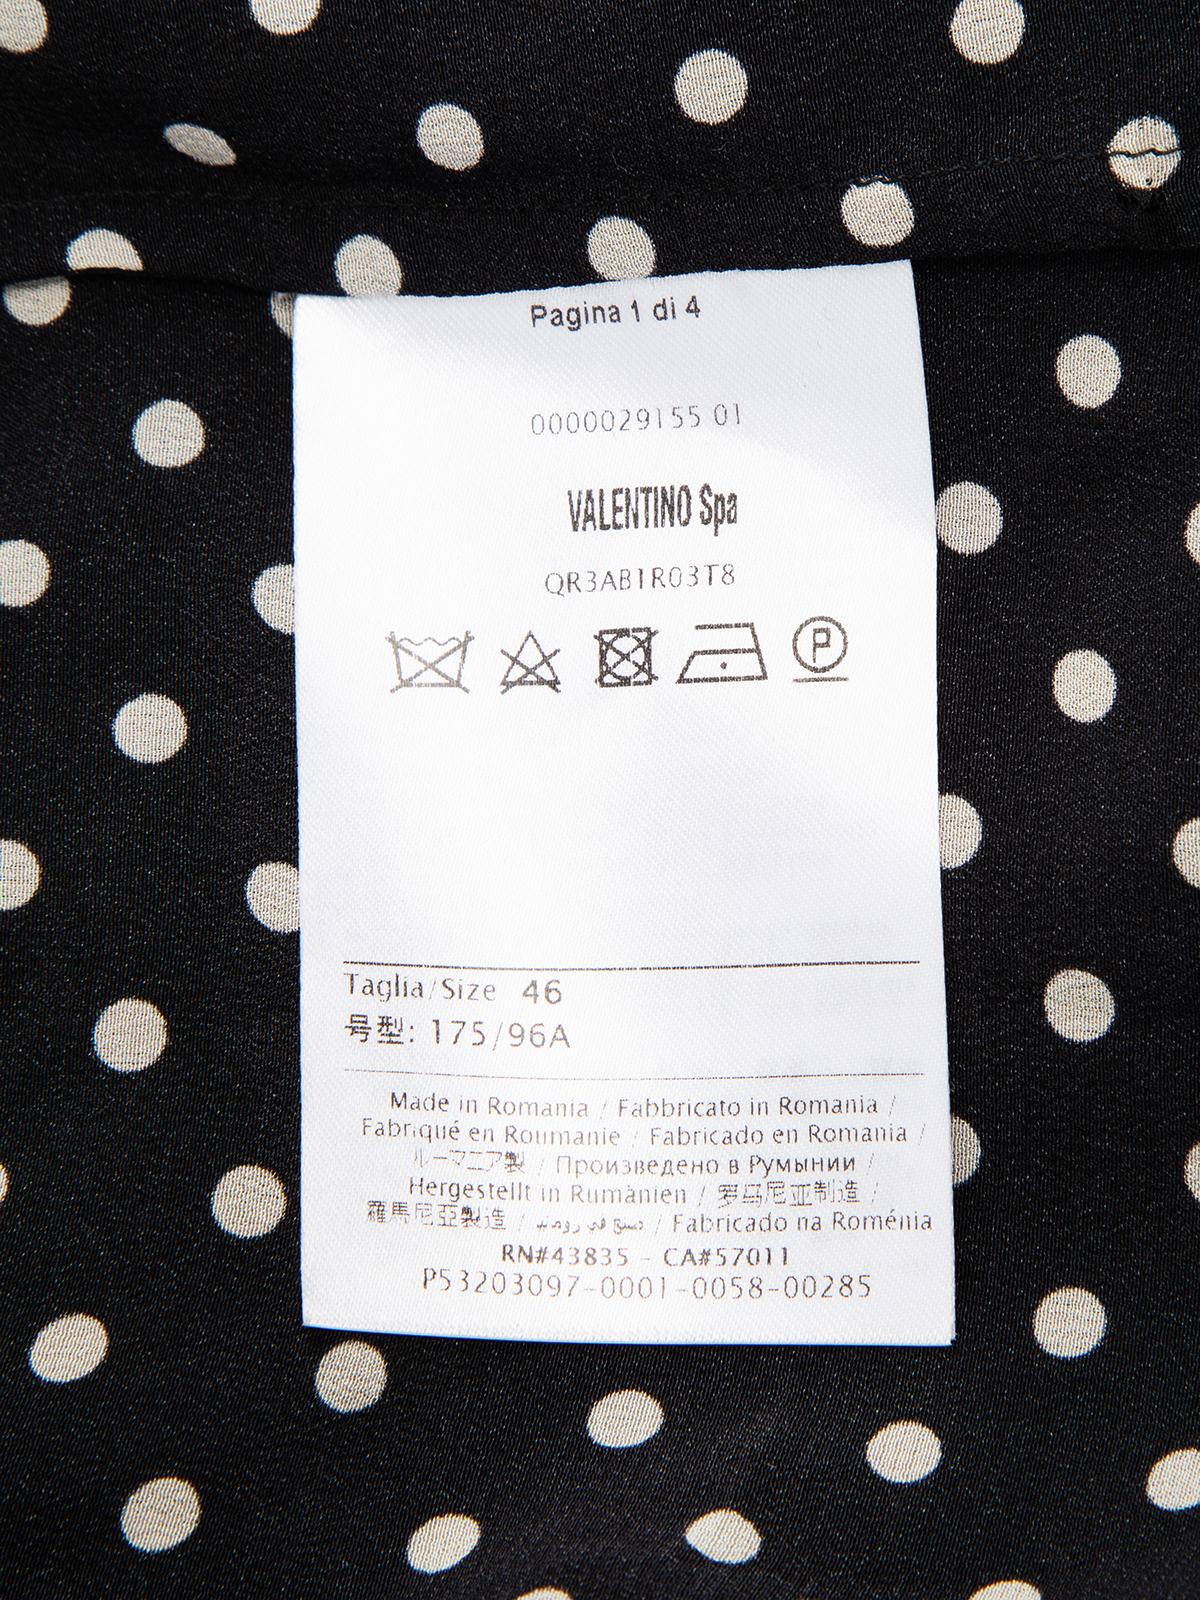 Pagina 1 di 4
0000029155 01
VALENTINO Spa
QR3AB1R03T8
P
Taglia/Size 46
号型: 175/96A
Made in Romania / Fabbricato in Romania /
Fabriqué en Roumanie / Fabricado en Romania /
ルーマニア製 / Произведено в Румынии /
Hergestellt in Rumänien / 罗马尼亚制造 /
羅馬尼亞製造 / في / Fabricado na Roménia
RN#43835 - CA#57011
P53203097-0001-0058-00285